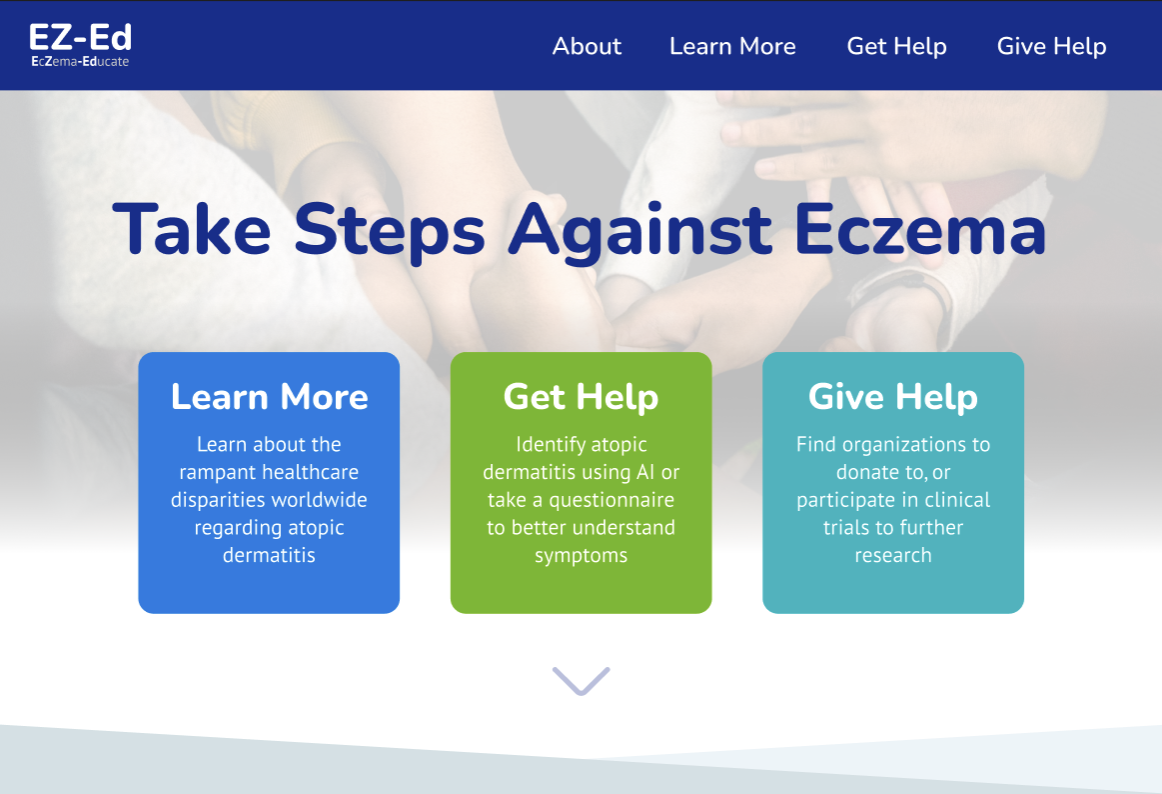 EZ-Ed
EcZema-Educate
About
Learn More
Get Help
Give Help
Take Steps Against Eczema
Learn More
Learn about the
rampant healthcare
disparities worldwide
regarding atopic
dermatitis
Get Help
Identify atopic
dermatitis using AI or
take a questionnaire
to better understand
symptoms
Give Help
Find organizations to
donate to, or
participate in clinical
trials to further
research